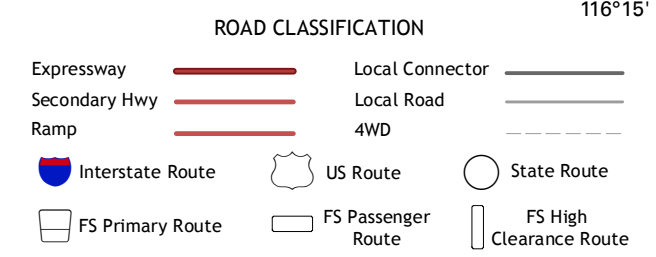 116°15'
ROAD CLASSIFICATION
Expressway
Local Connector
Secondary Hwy
Local Road
Ramp
4WD
Interstate Route
US Route
State Route
FS Primary Route
FS Passenger
Route
FS High
Clearance Route